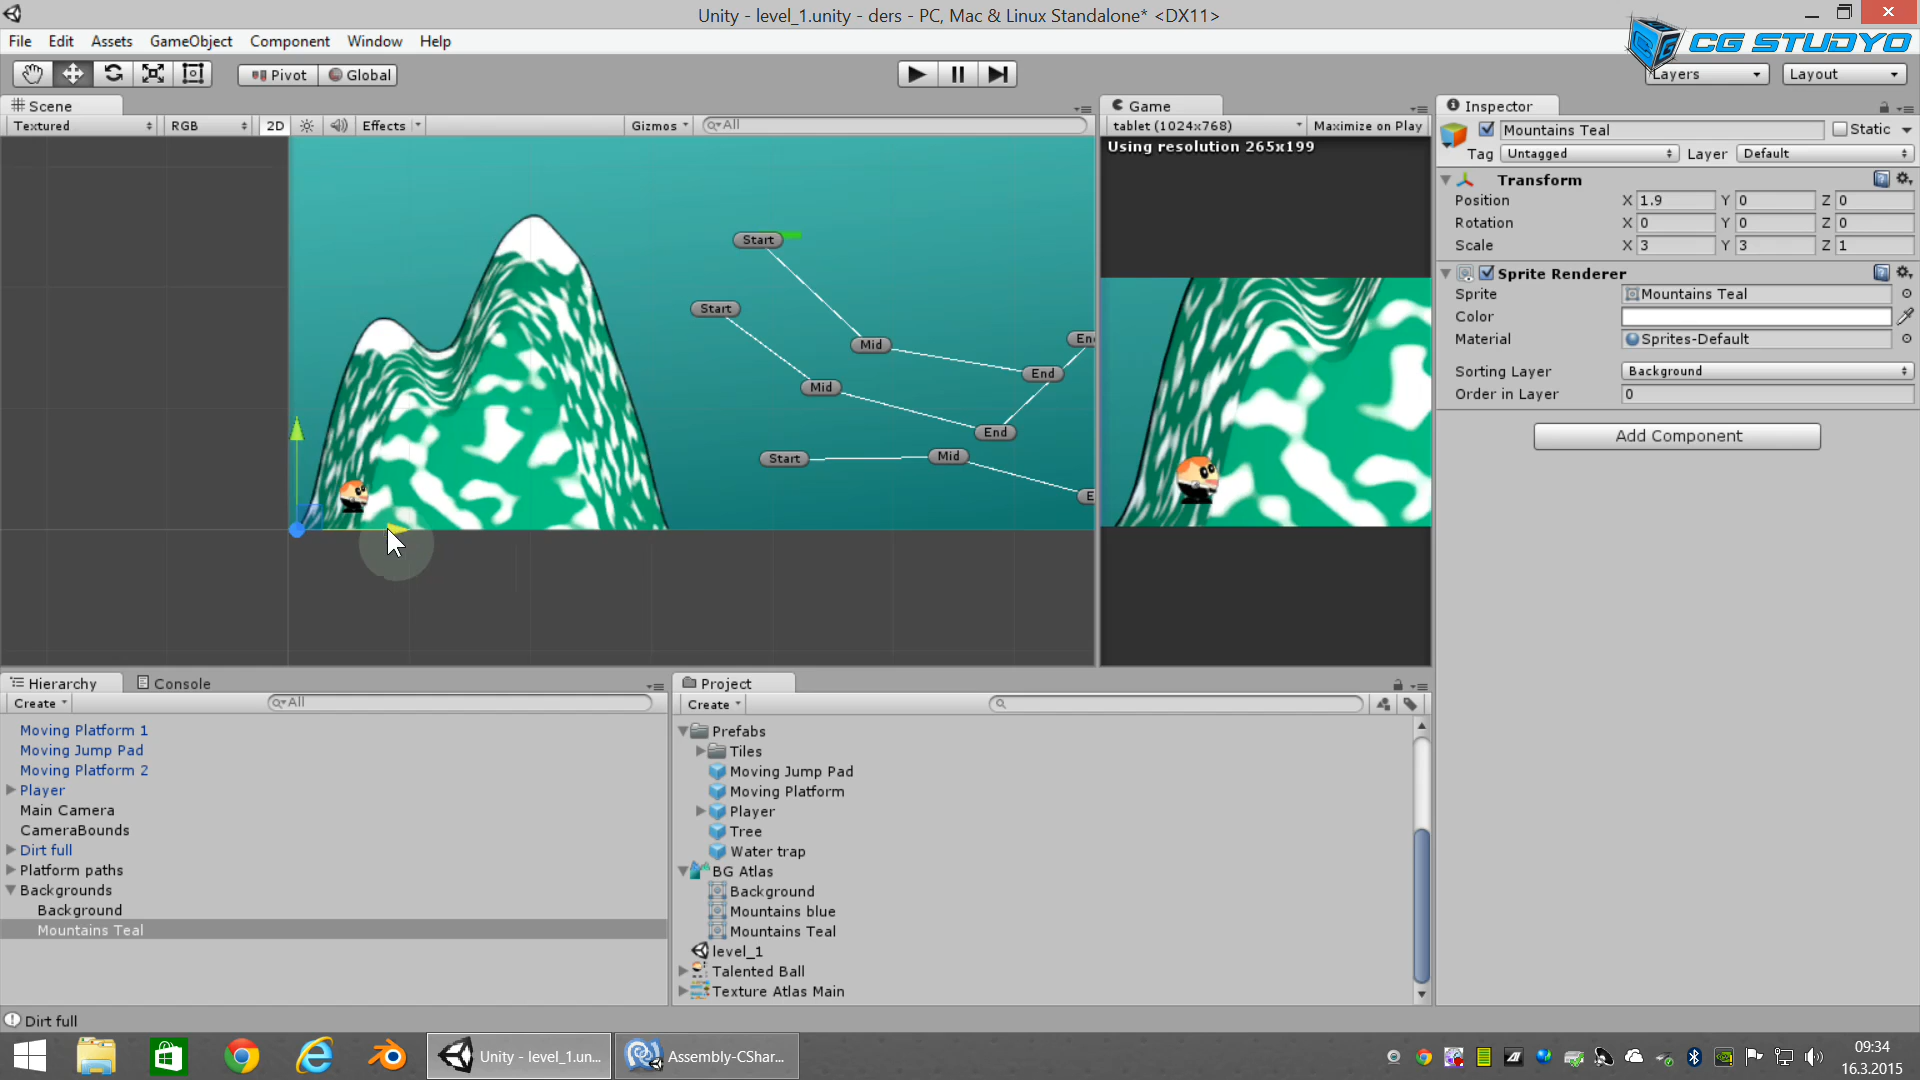 Unity - level_1.unity - ders - PC, Mac & Linux Standalone* <DX11>
File Edit Assets GameObject Component Window Help
CG STUDYO
Pivot Global
Layers
Layout
Scene
Textured RGB 2D Effects Gizmos All
Start
Start
Mid
End
En
Mid
End
Start
Mid
E
Game
tablet (1024x768) Maximize on Play
Using resolution 265x199
Inspector
Mountains Teal Static
Tag Untagged Layer Default
Transform
Position X 1.9 Y 0 Z 0
Rotation X 0 Y 0 Z 0
Scale X 3 Y 3 Z 1
Sprite Renderer
Sprite Mountains Teal
Color
Material Sprites-Default
Sorting Layer Background
Order in Layer 0
Add Component
Hierarchy Console
Create All
Moving Platform 1
Moving Jump Pad
Moving Platform 2
Player
Main Camera
CameraBounds
Dirt full
Platform paths
Backgrounds
Background
Mountains Teal
Project
Create
Prefabs
Tiles
Moving Jump Pad
Moving Platform
Player
Tree
Water trap
BG Atlas
Background
Mountains blue
Mountains Teal
level_1
Talented Ball
Texture Atlas Main
Dirt full
Unity - level_1.un...
Assembly-CShar...
09:34
16.3.2015